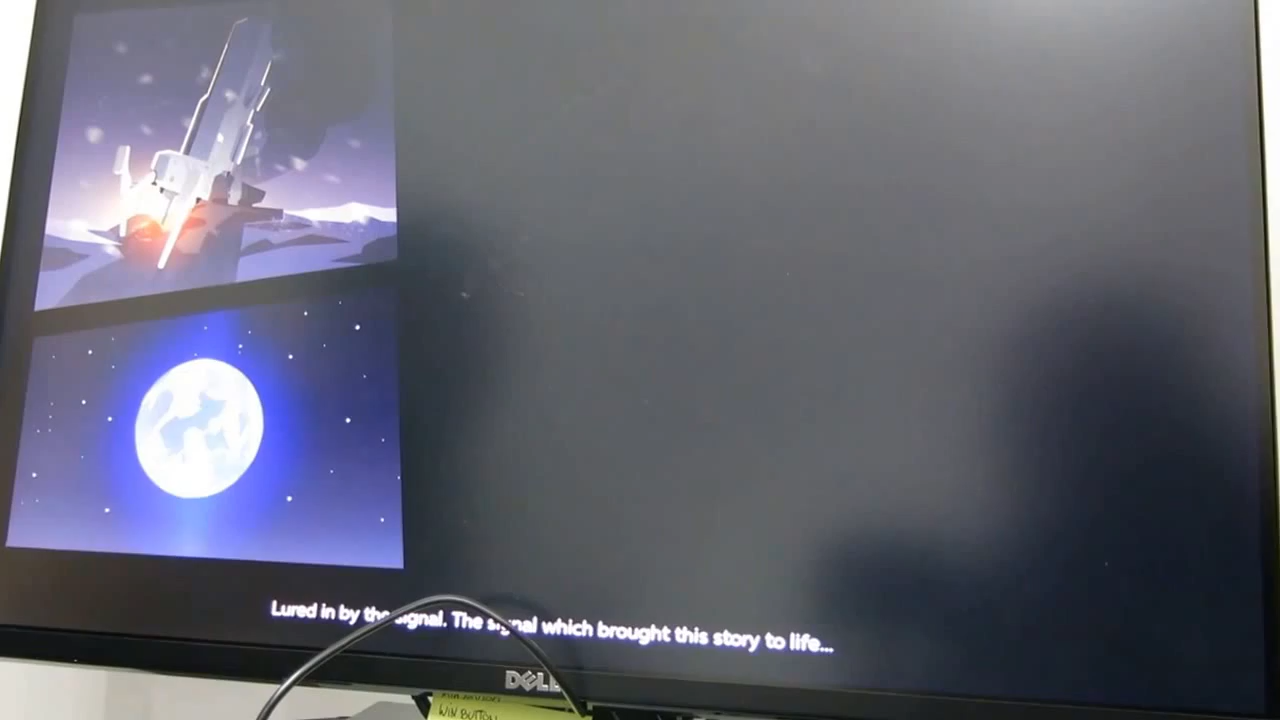 Lured in by the signal. The signal which brought this story to life...
DELL
WIN BUTTON